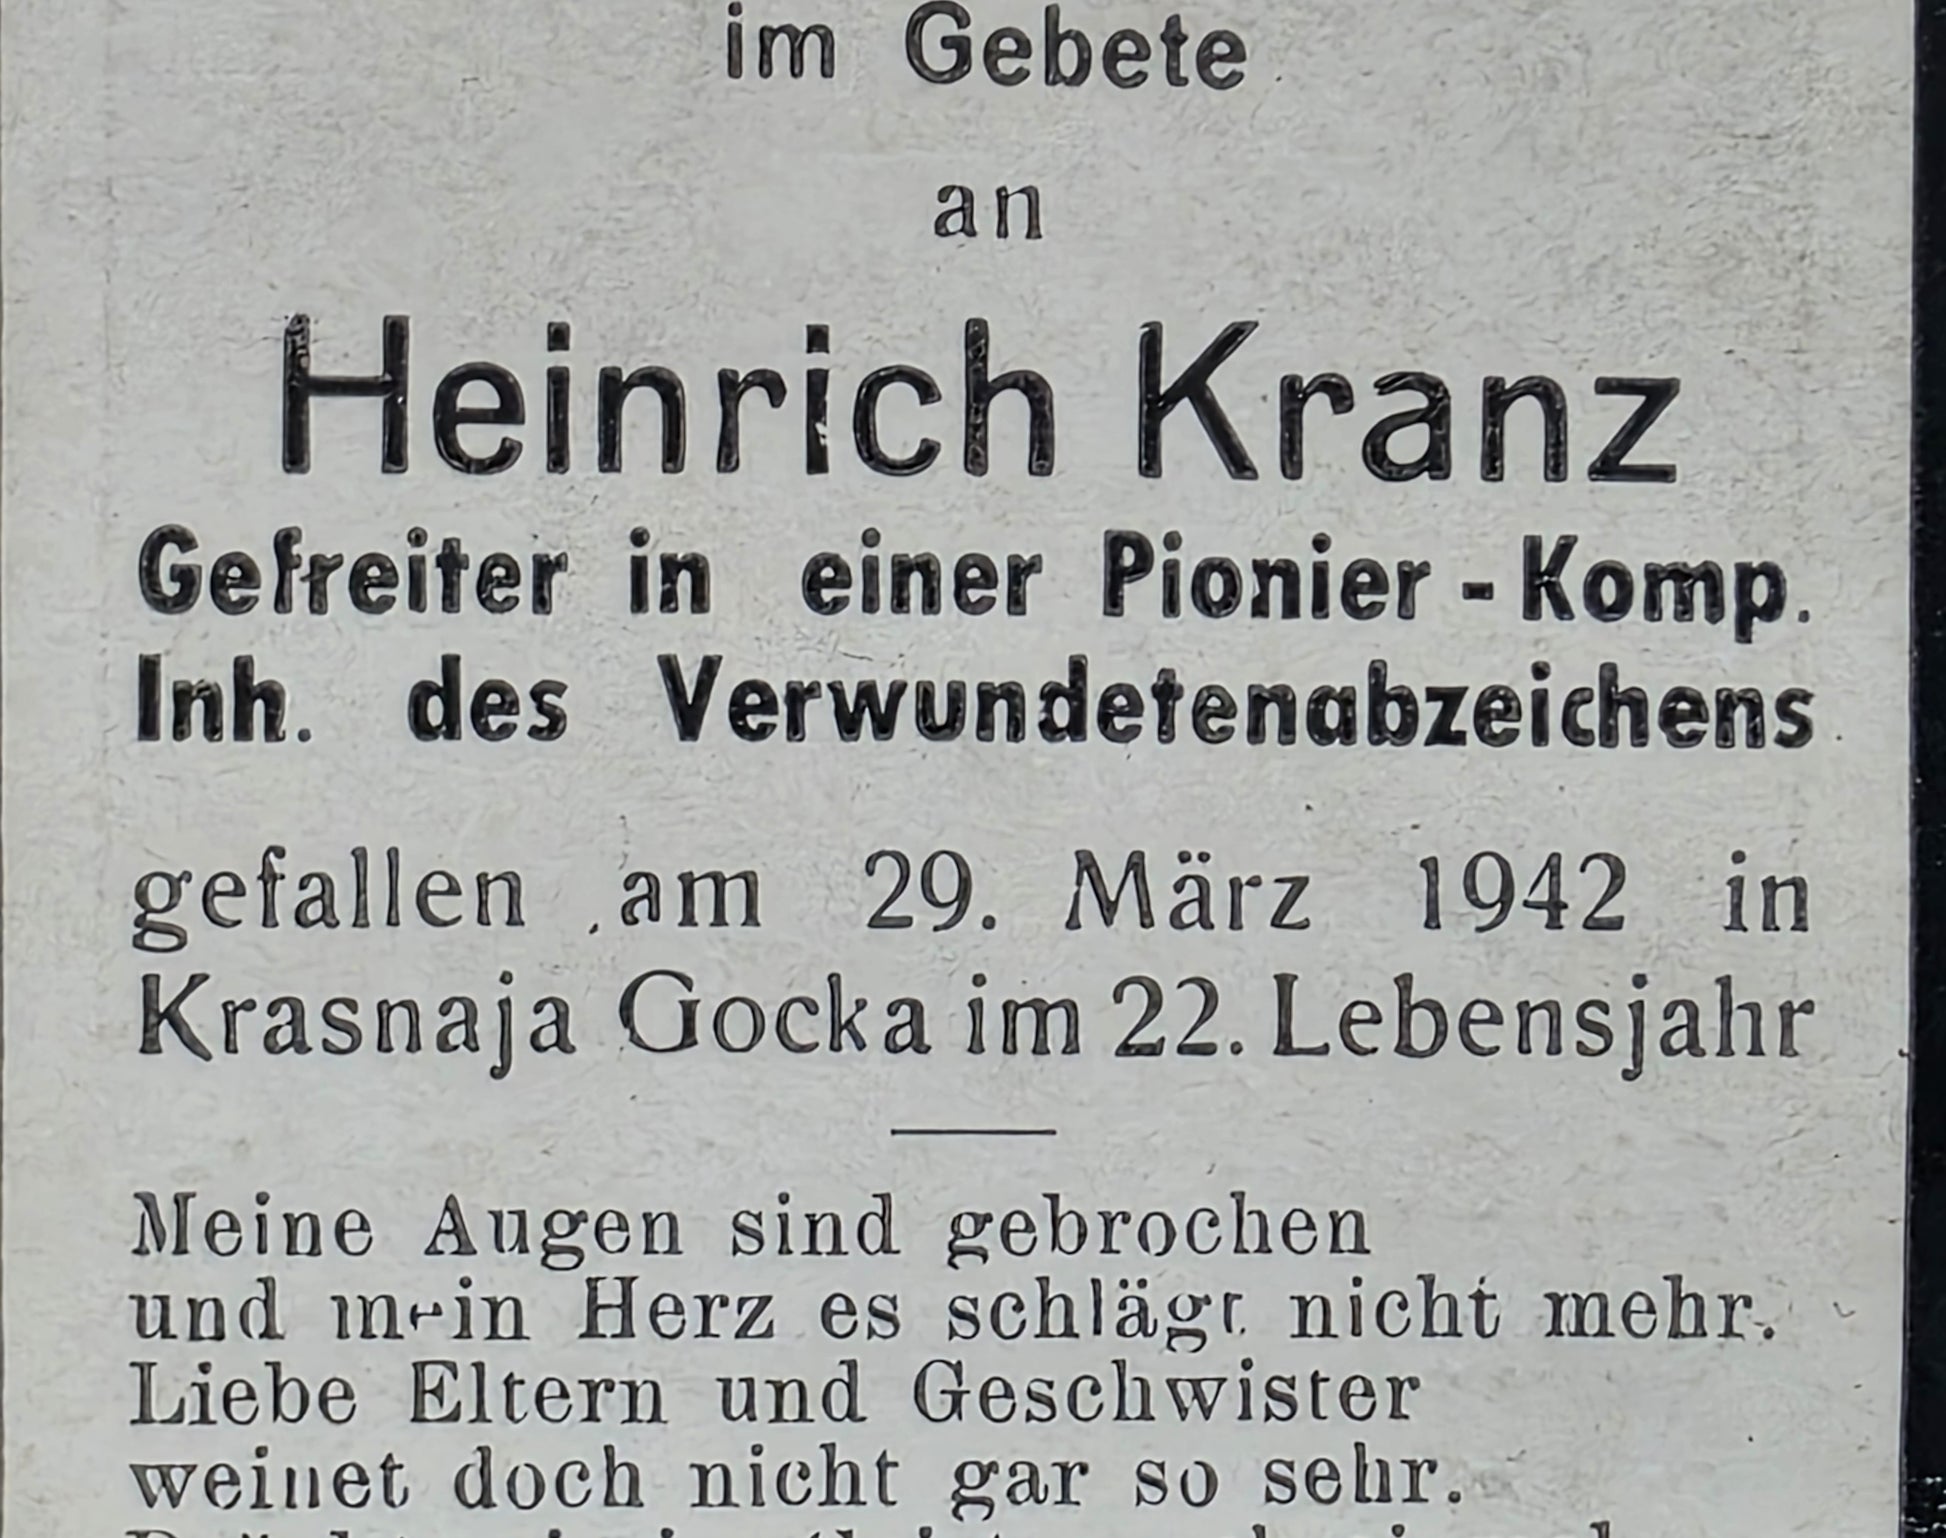 im Gebete
an
Heinrich Kranz
Gefreiter in einer Pionier-Komp.
Inh. des Verwundetenabzeichens
gefallen am 29. März 1942 in
Krasnaja Gocka im 22. Lebensjahr
Meine Augen sind gebrochen
und mein Herz es schlägt nicht mehr.
Liebe Eltern und Geschwister
weinet doch nicht gar so sehr.